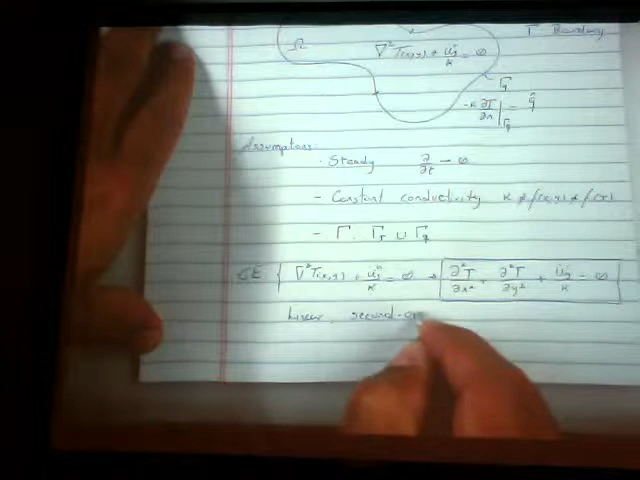 Γ Boundary
Ω
∇²T(x,y) + u̇g/k = 0
Γq
-k ∂T/∂n |Γq = q̂
Assumptions:
· Steady ∂/∂t = 0
- Constant conductivity k ≠ f(x,y) ≠ f(T)
- Γ: ΓT ∪ Γq
GE { ∇²T(x,y) + u̇g/k = 0 → ∂²T/∂x² + ∂²T/∂y² + u̇g/k = 0
Linear, second-or